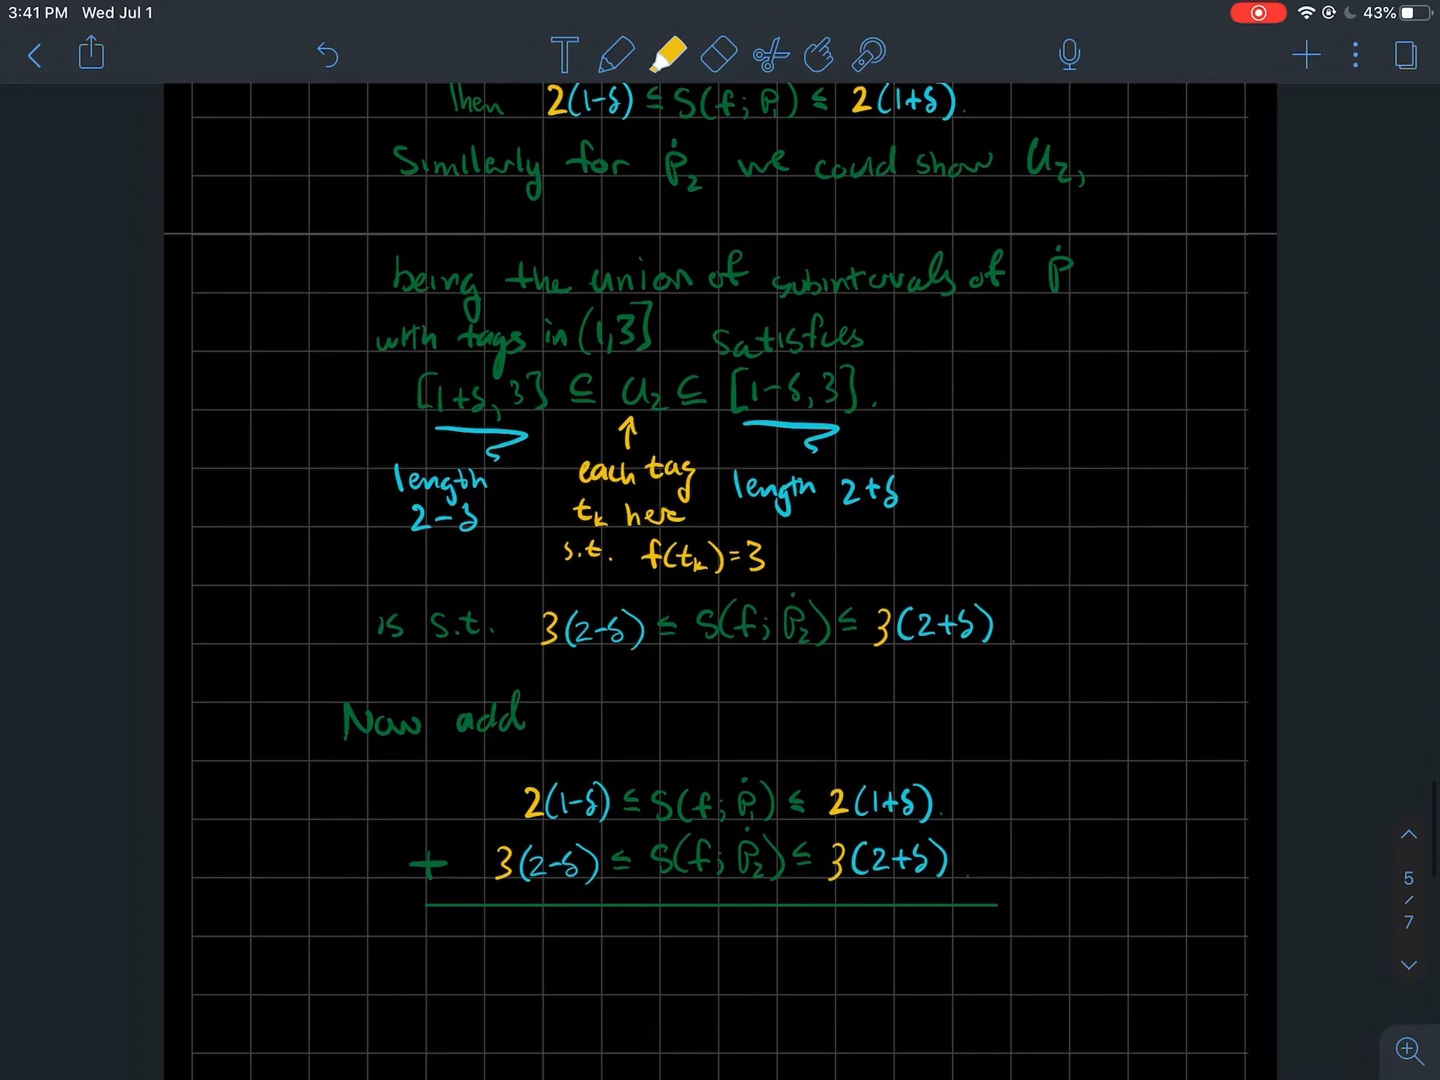 3:41 PM Wed Jul 1
43%
Then 2(1-δ) ≤ S(f; Ṗ₁) ≤ 2(1+δ).
Similarly for Ṗ₂ we could show U₂,
being the union of subintervals of Ṗ
with tags in (1,3] satisfies
[1+δ, 3] ⊆ U₂ ⊆ [1-δ, 3].
length 2-δ
↑ each tag tₖ here s.t. f(tₖ)=3
length 2+δ
is s.t. 3(2-δ) ≤ S(f; Ṗ₂) ≤ 3(2+δ).
Now add
2(1-δ) ≤ S(f; Ṗ₁) ≤ 2(1+δ).
+ 3(2-δ) ≤ S(f; Ṗ₂) ≤ 3(2+δ).
5
/
7